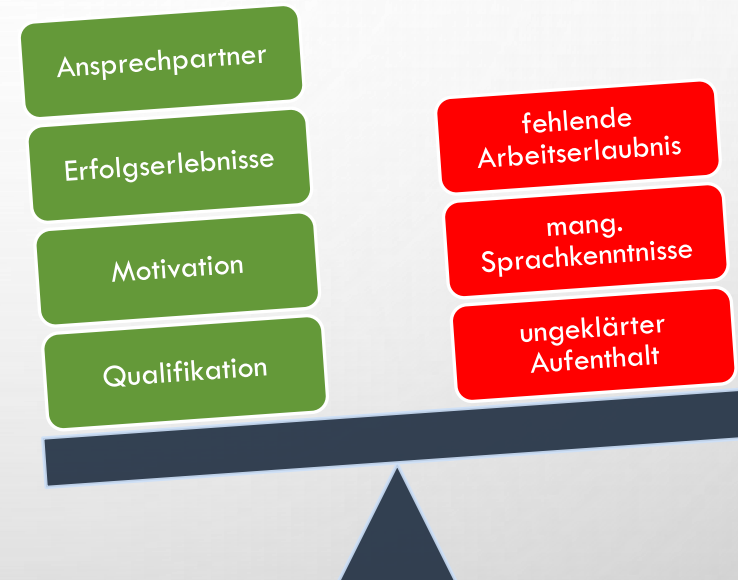 Ansprechpartner
Erfolgserlebnisse
Motivation
Qualifikation
fehlende
Arbeitserlaubnis
mang.
Sprachkenntnisse
ungeklärter
Aufenthalt